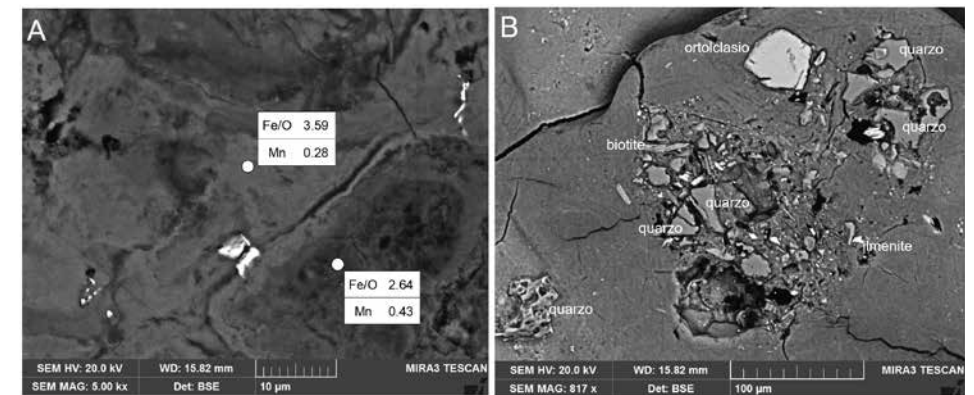 A
Fe/O 3.59
Mn 0.28
Fe/O 2.64
Mn 0.43
SEM HV: 20.0 kV WD: 15.82 mm MIRA3 TESCAN
SEM MAG: 5.00 kx Det: BSE 10 µm
B
ortolclasio
quarzo
quarzo
biotite
quarzo
quarzo
ilmenite
quarzo
SEM HV: 20.0 kV WD: 15.82 mm MIRA3 TESCAN
SEM MAG: 817 x Det: BSE 100 µm